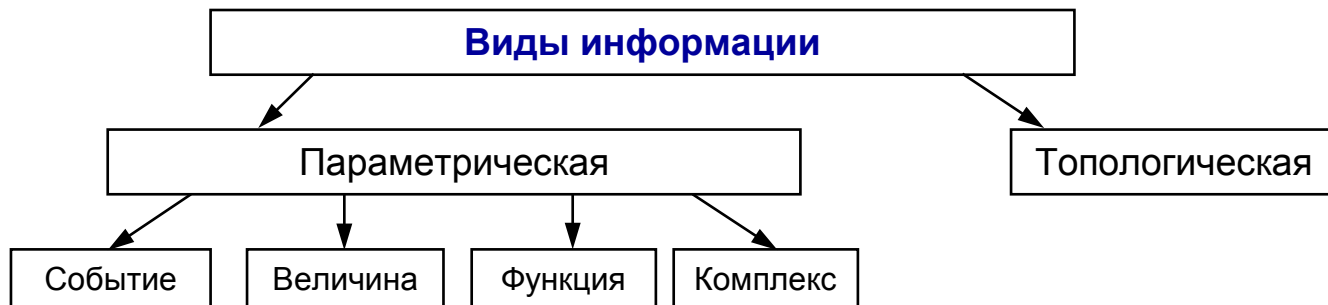 Виды информации
Параметрическая
Топологическая
Событие
Величина
Функция
Комплекс